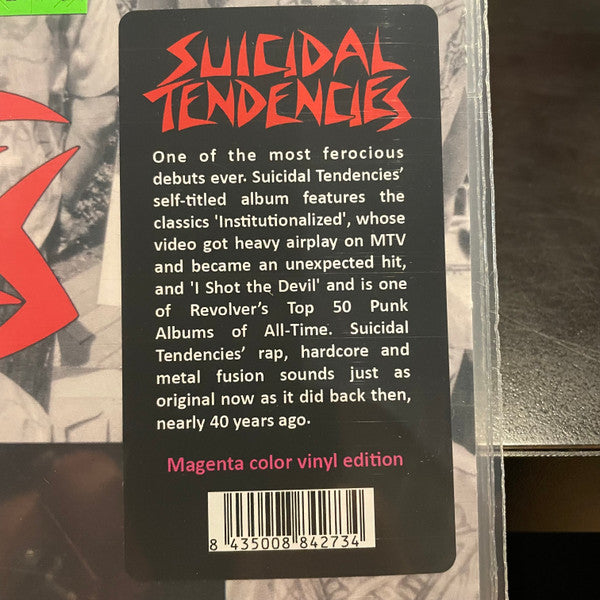 SUICIDAL
TENDENCIES
One of the most ferocious
debuts ever. Suicidal Tendencies’
self-titled album features the
classics 'Institutionalized', whose
video got heavy airplay on MTV
and became an unexpected hit,
and 'I Shot the Devil' and is one
of Revolver’s Top 50 Punk
Albums of All-Time. Suicidal
Tendencies’ rap, hardcore and
metal fusion sounds just as
original now as it did back then,
nearly 40 years ago.
Magenta color vinyl edition
8 435008 842734